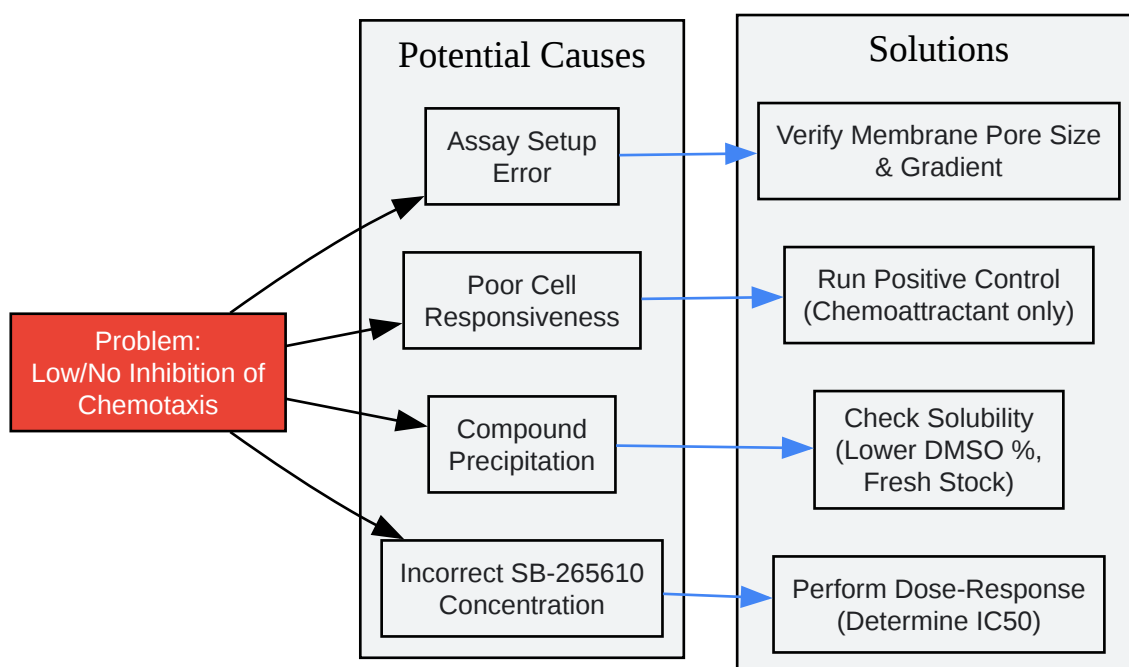 Potential Causes
Solutions
Assay Setup
Error
Verify Membrane Pore Size
& Gradient
Poor Cell
Responsiveness
Run Positive Control
(Chemoattractant only)
Problem:
Low/No Inhibition of
Chemotaxis
Compound
Precipitation
Check Solubility
(Lower DMSO %,
Fresh Stock)
Incorrect SB-265610
Concentration
Perform Dose-Response
(Determine IC50)